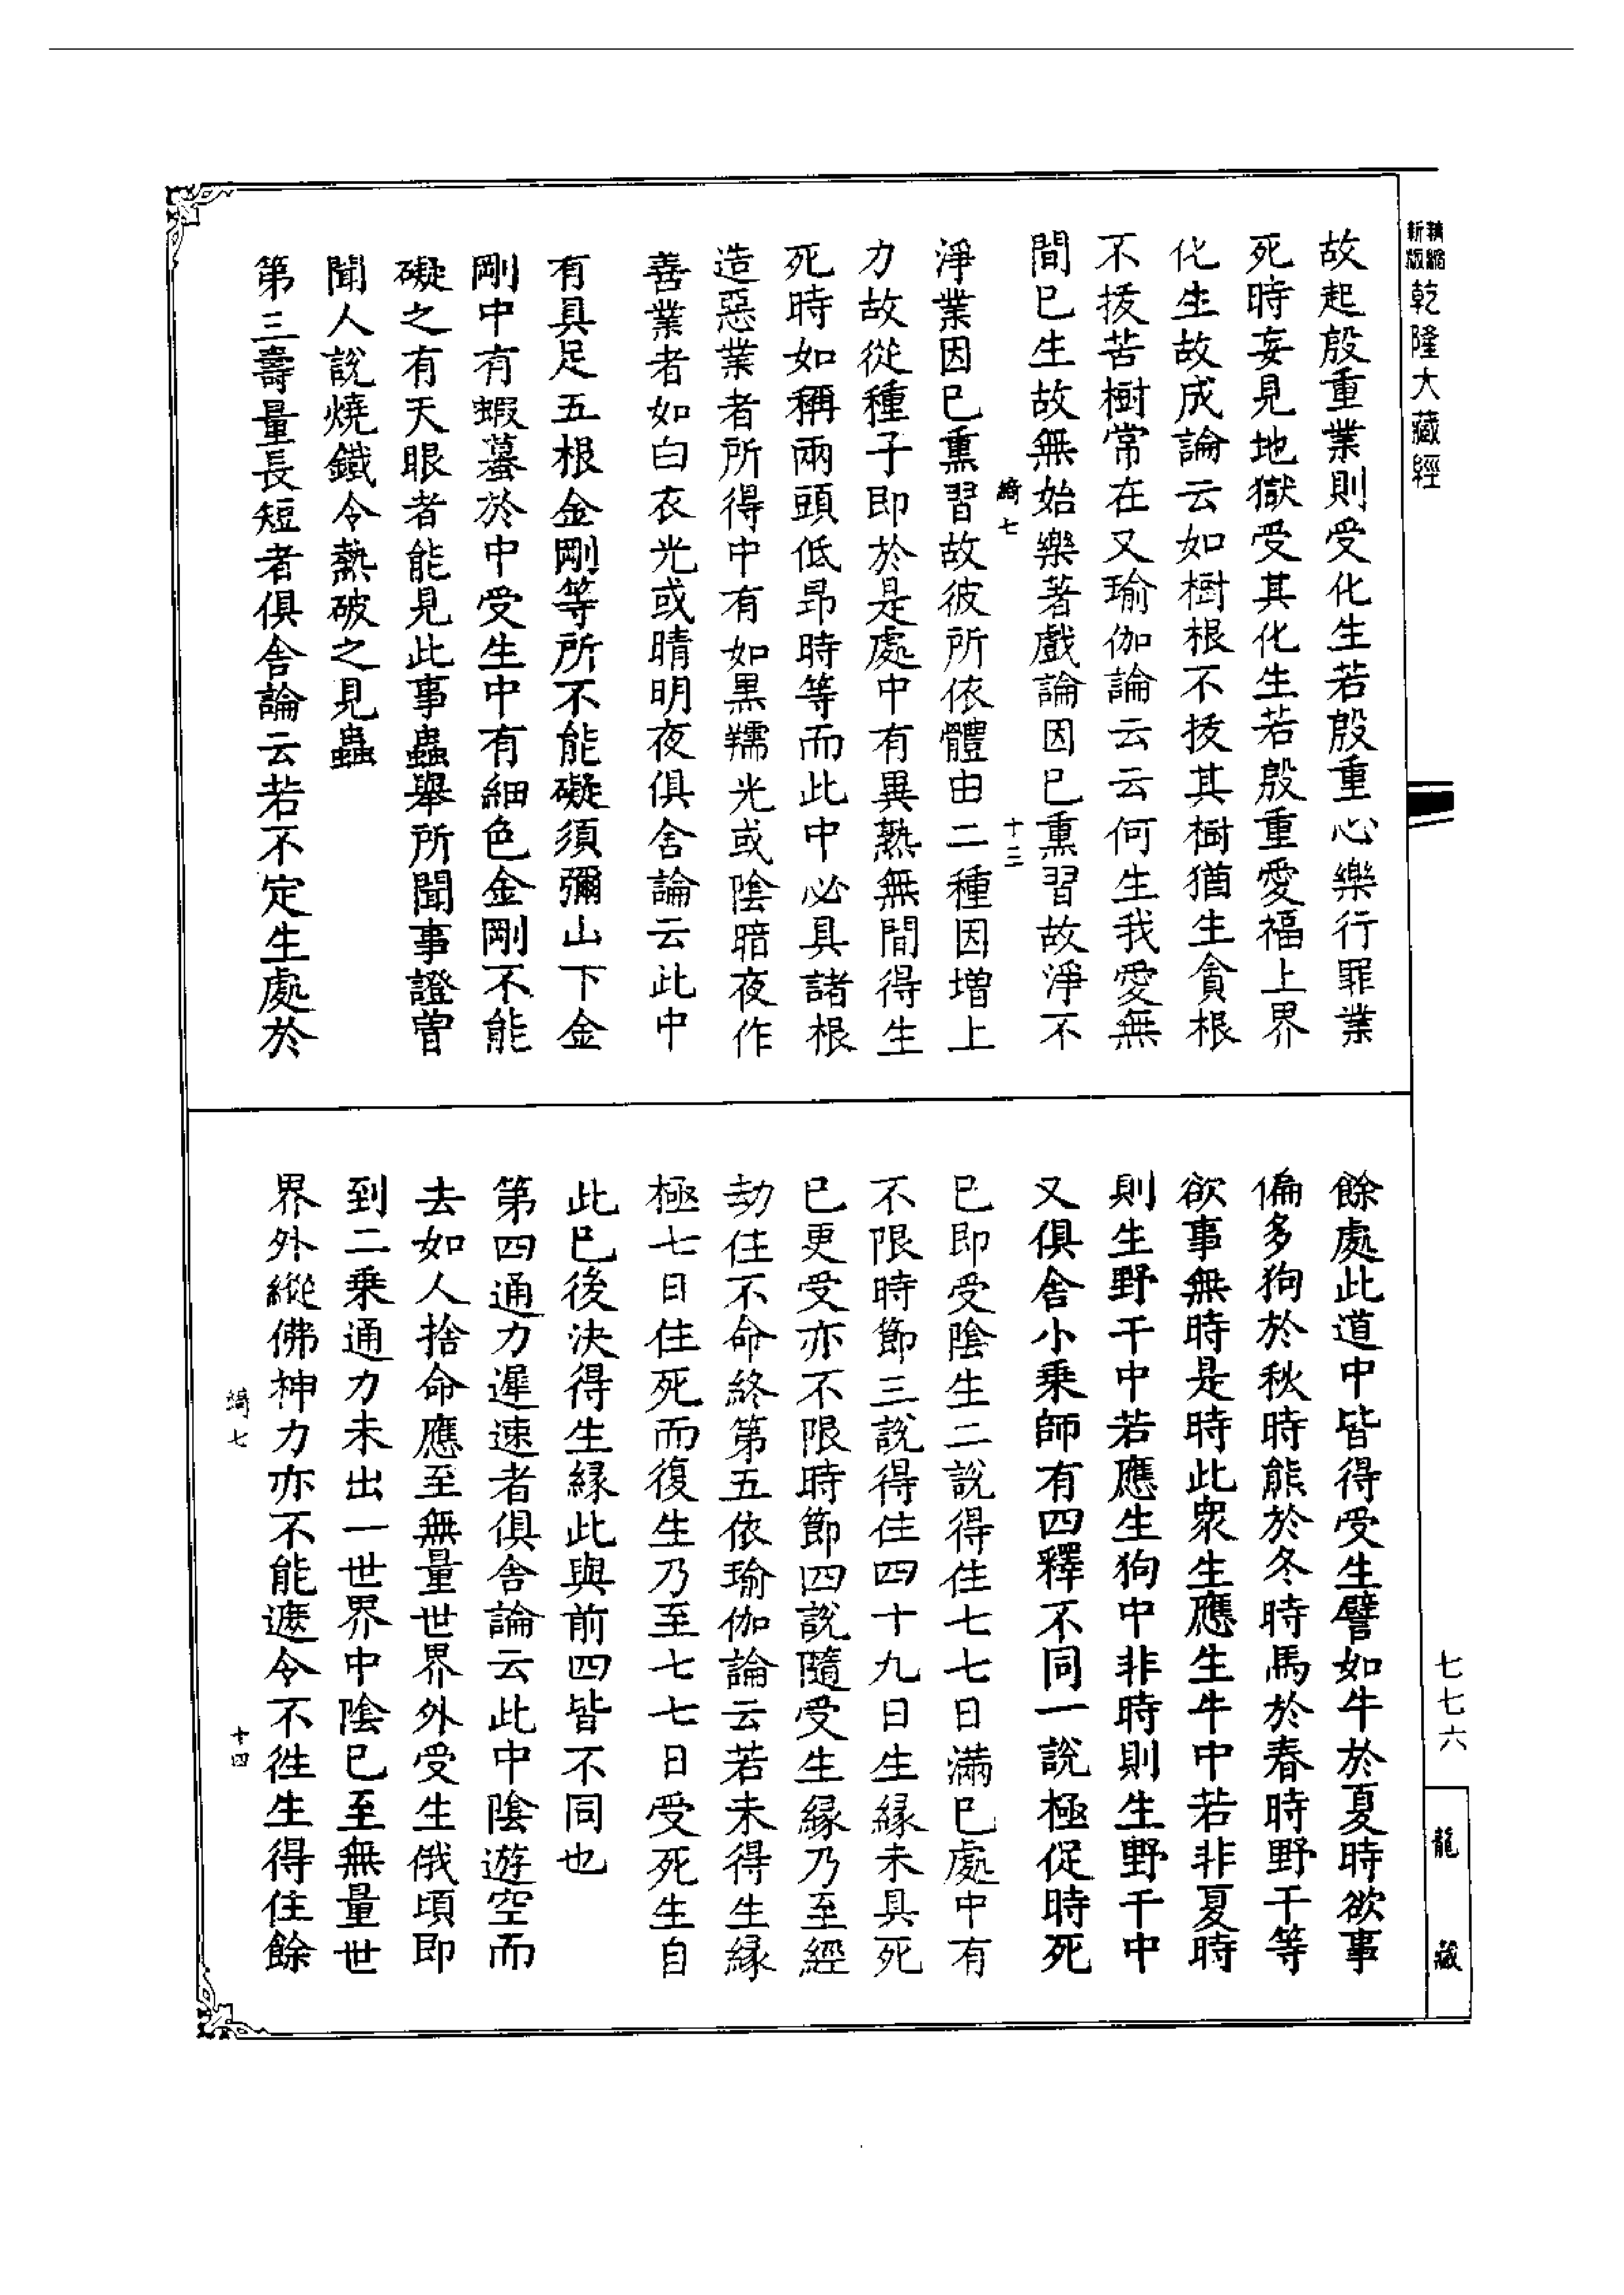 新版精縮乾隆大藏經
故起殷重業則受化生若殷重心樂行罪業
死時妄見地獄受其化生若殷重愛福上界
化生故成論云如樹根不拔其樹猶生貪根
不拔苦樹常在又瑜伽論云云何生我愛無
間已生故無始樂著戲論因已熏習故淨不
綺七
十三
淨業因已熏習故彼所依體由二種因增上
力故從種子即於是處中有異熟無間得生
死時如稱兩頭低昂時等而此中必具諸根
造惡業者所得中有如黑羺光或陰暗夜作
善業者如白衣光或晴明夜俱舍論云此中
有具足五根金剛等所不能礙須彌山下金
剛中有蝦蟇於中受生中有細色金剛不能
礙之有天眼者能見此事蟲舉所聞事證曾
聞人說燒鐵令熱破之見蟲
第三壽量長短者俱舍論云若不定生處於
餘處此道中皆得受生譬如牛於夏時欲事
偏多狗於秋時熊於冬時馬於春時野干等
欲事無時是時此眾生應生牛中若非夏時
則生野干中若應生狗中非時則生野干中
又俱舍小乘師有四釋不同一說極促時死
已即受陰生二說得住七七日滿已處中有
不限時節三說得住四十九日生緣未具死
已更受亦不限時節四說隨受生緣乃至經
劫住不命終第五依瑜伽論云若未得生緣
極七日住死而復生乃至七七日受死生自
此已後決得生緣此與前四皆不同也
第四通力遲速者俱舍論云此中陰遊空而
去如人捨命應至無量世界外受生俄頃即
到二乘通力未出一世界中陰已至無量世
界外縱佛神力亦不能遮令不徃生得住餘
綺七
十四
七七六
龍藏